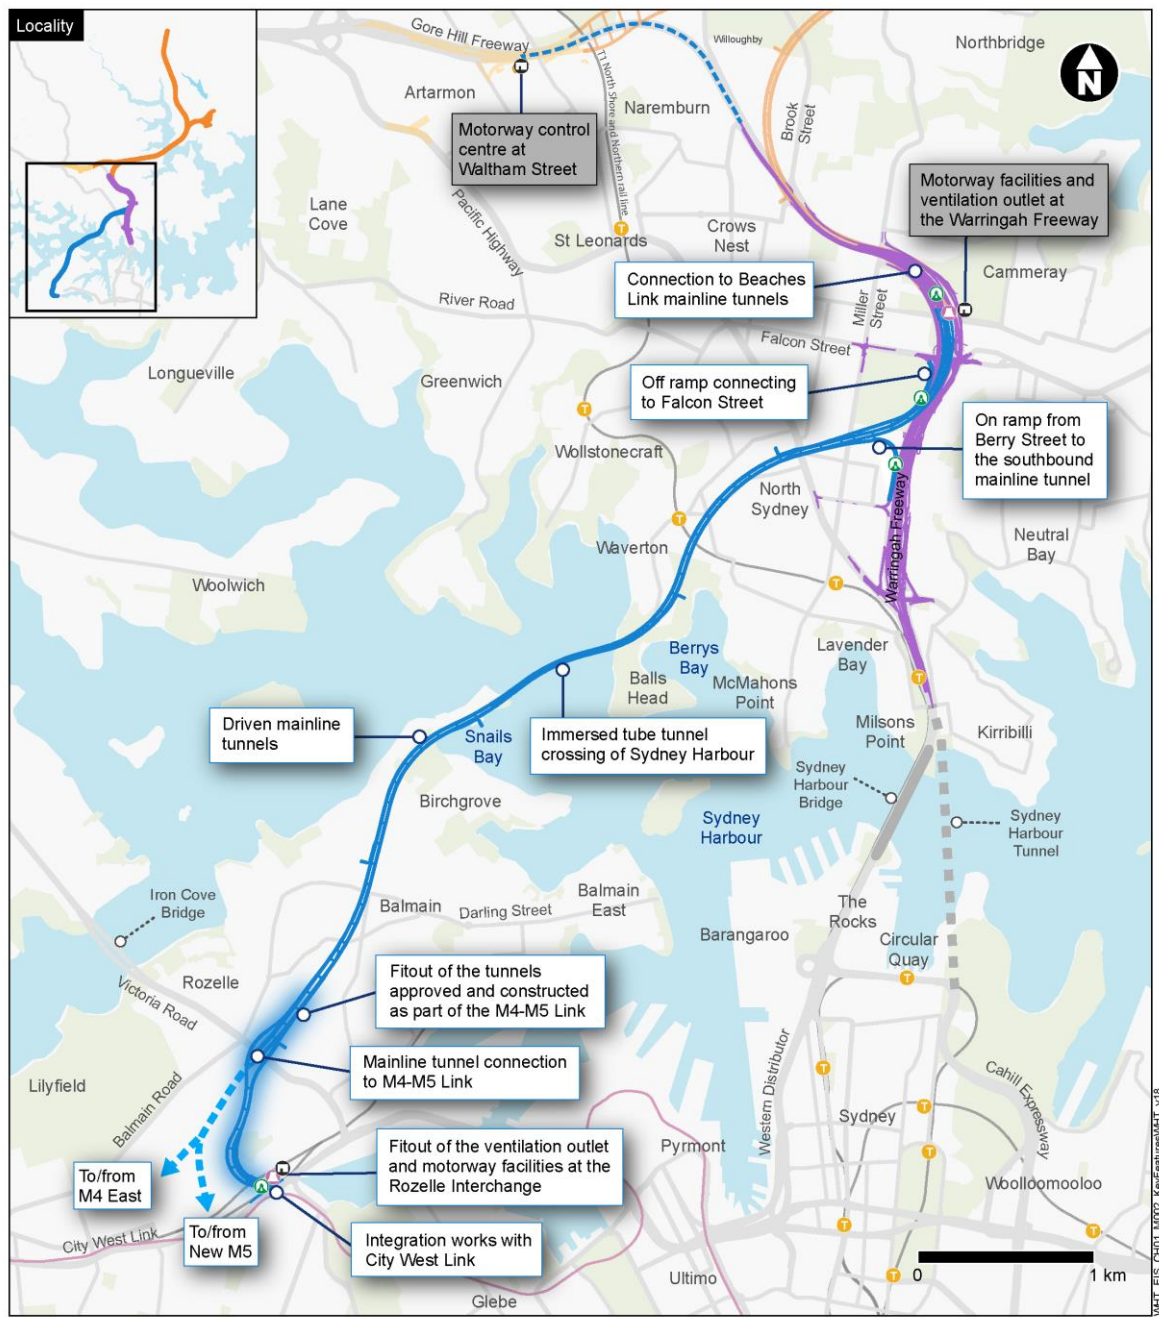 Locality
Gore Hill Freeway
Willoughby
Northbridge
N
Artarmon
T1 North Shore and Northern rail line
Naremburn
Brook
Street
Motorway control
centre at
Waltham Street
Motorway facilities and
ventilation outlet at
the Warringah Freeway
Lane
Cove
Pacific Highway
T
St Leonards
Crows
Nest
Connection to Beaches
Link mainline tunnels
Cammeray
River Road
Miller
Street
Falcon Street
Longueville
Greenwich
Off ramp connecting
to Falcon Street
T
On ramp from
Berry Street to
the southbound
mainline tunnel
Wollstonecraft
North
Sydney
T
Waverton
Warringah Freeway
Neutral
Bay
Woolwich
T
Berrys
Bay
Lavender
Bay
Balls
Head
McMahons
Point
T
Driven mainline
tunnels
Snails
Bay
Immersed tube tunnel
crossing of Sydney Harbour
Milsons
Point
Kirribilli
Sydney
Harbour
Bridge
Birchgrove
Sydney
Harbour
Sydney
Harbour
Tunnel
Iron Cove
Bridge
Balmain
Darling Street
Balmain
East
The
Rocks
Barangaroo
Circular
Quay
T
Rozelle
Victoria Road
Fitout of the tunnels
approved and constructed
as part of the M4-M5 Link
Mainline tunnel connection
to M4-M5 Link
Western Distributor
T
Cahill Expressway
Lilyfield
Balmain Road
T
Sydney
Fitout of the ventilation outlet
and motorway facilities at the
Rozelle Interchange
Pyrmont
T
To/from
M4 East
Woolloomooloo
City West Link
To/from
New M5
Integration works with
City West Link
T
T
T
0
1 km
Ultimo
Glebe
WHT_EIS_CH01_M002_KeyFeaturesWHT_v18